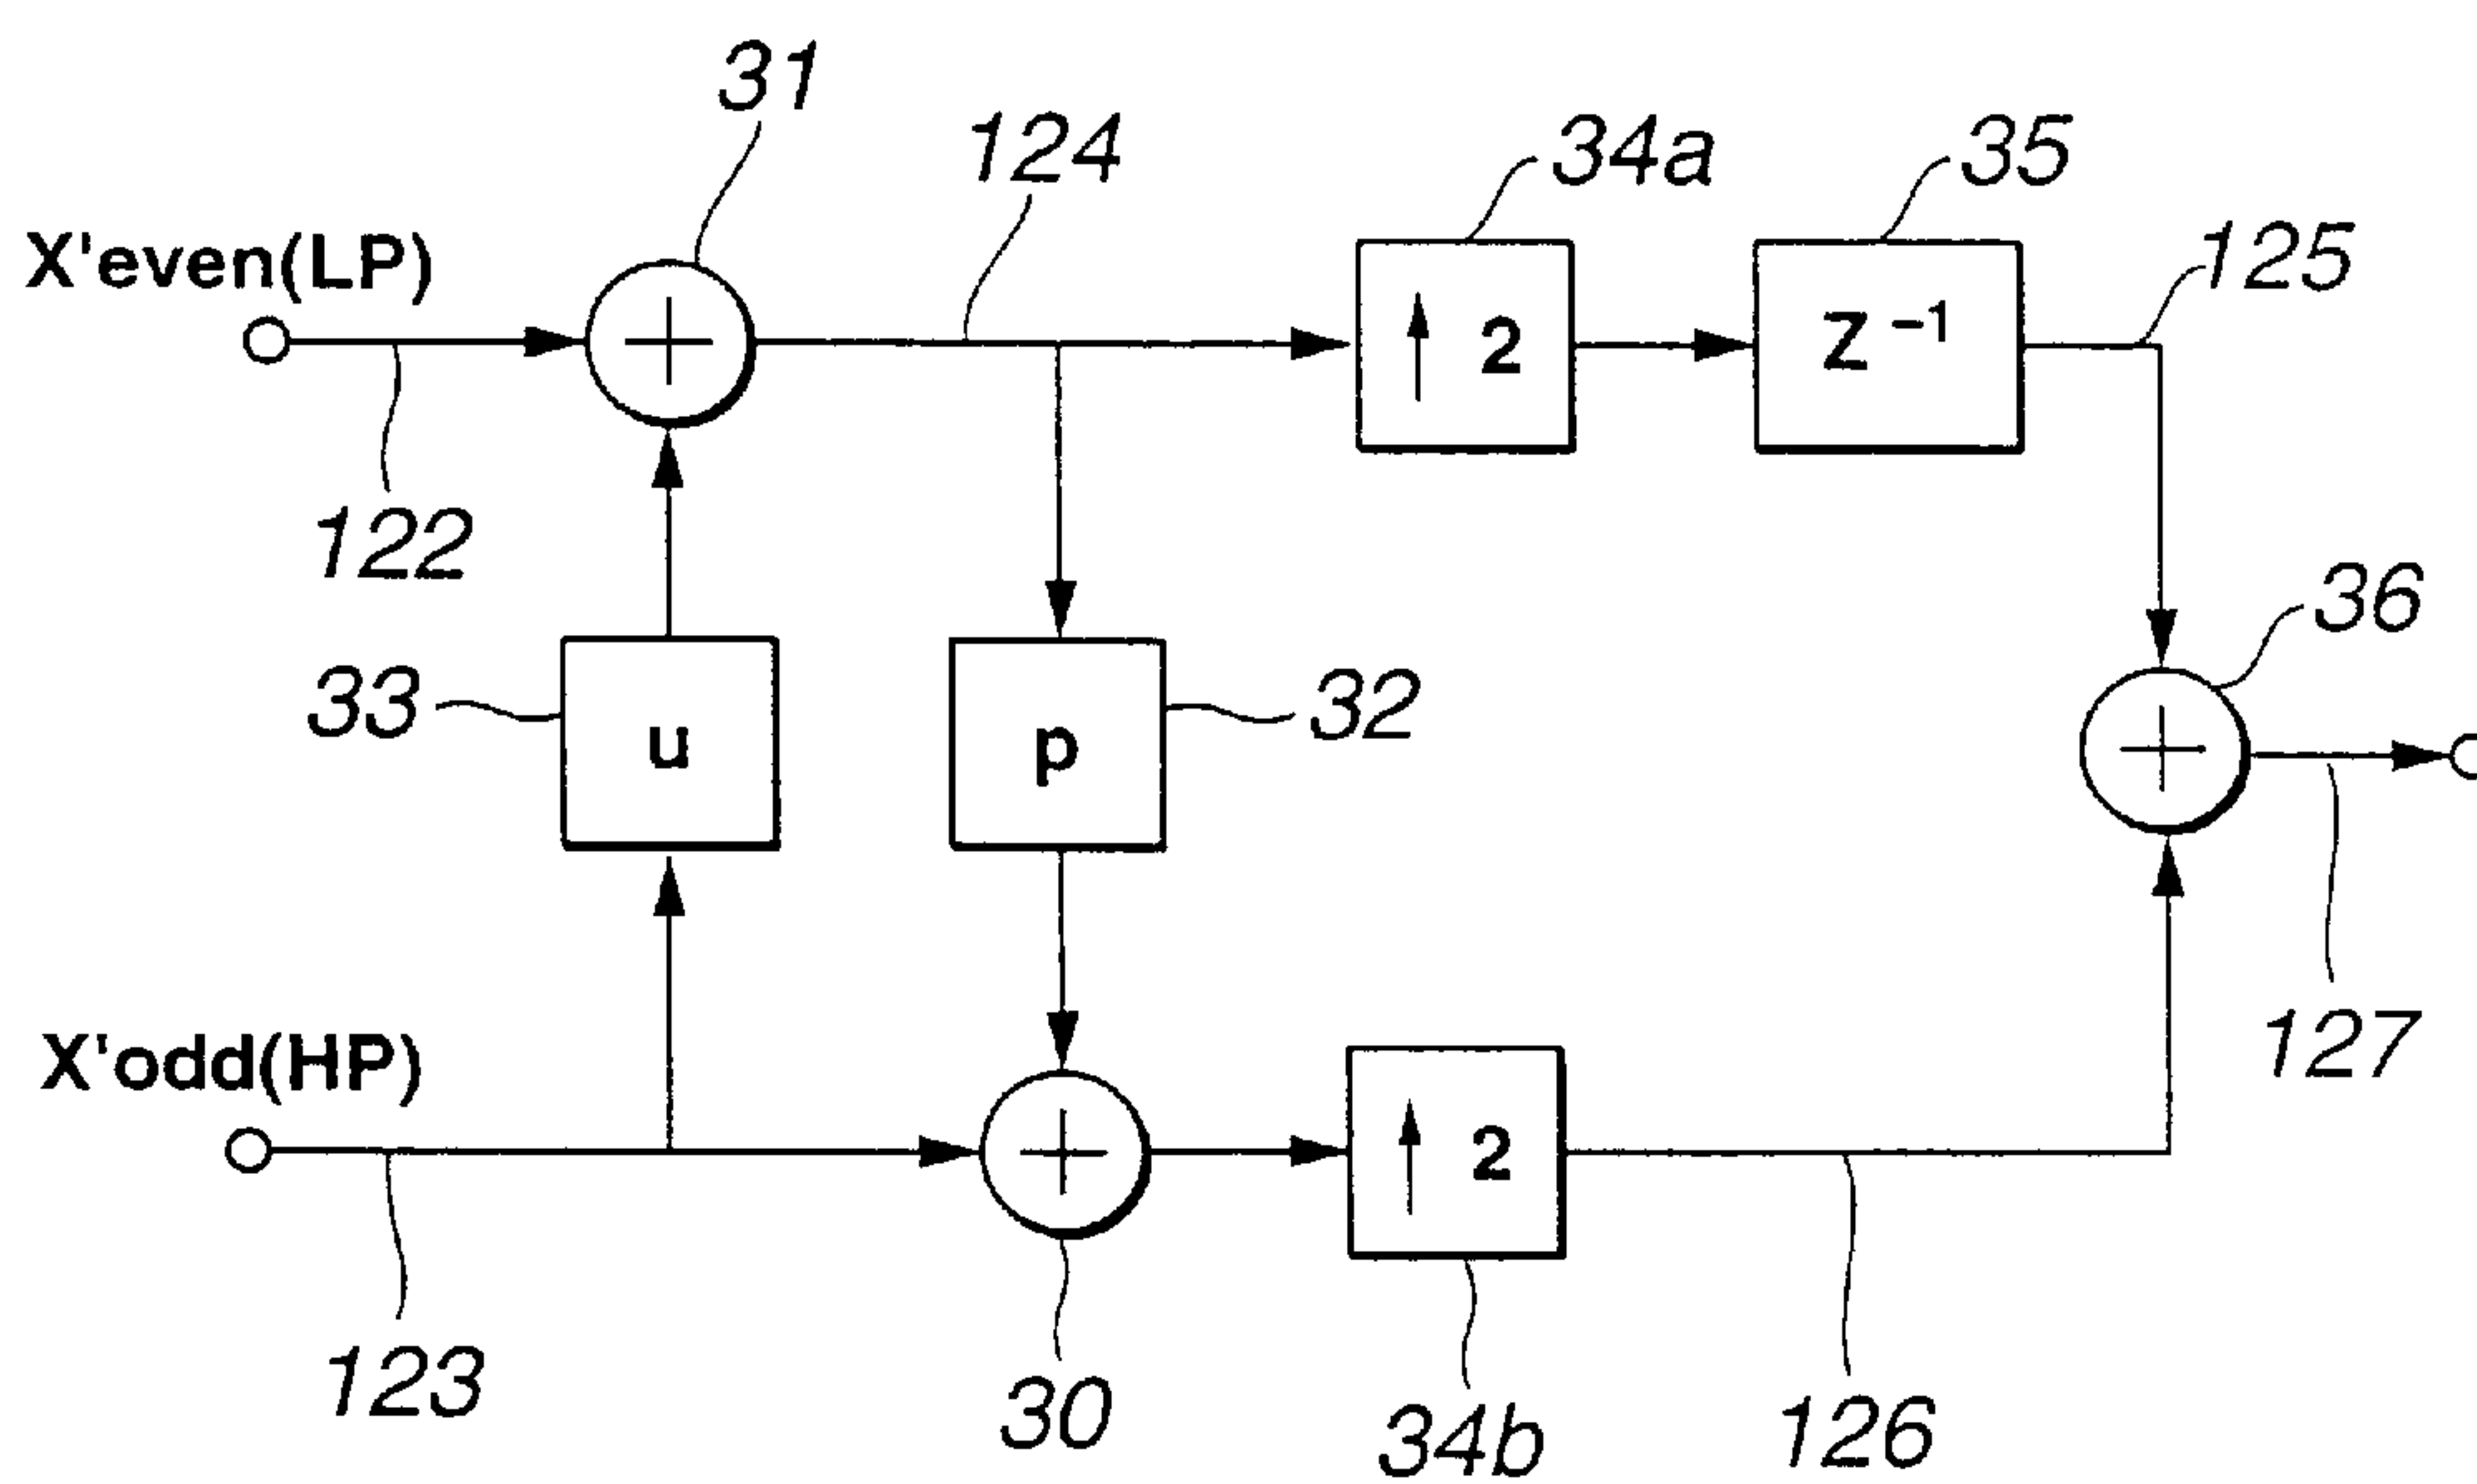 31
124
34a
35
125
X'even(LP)
+
↑ 2
Z⁻¹
122
36
33
u
p
32
+
X'odd(HP)
127
+
↑ 2
123
30
34b
126